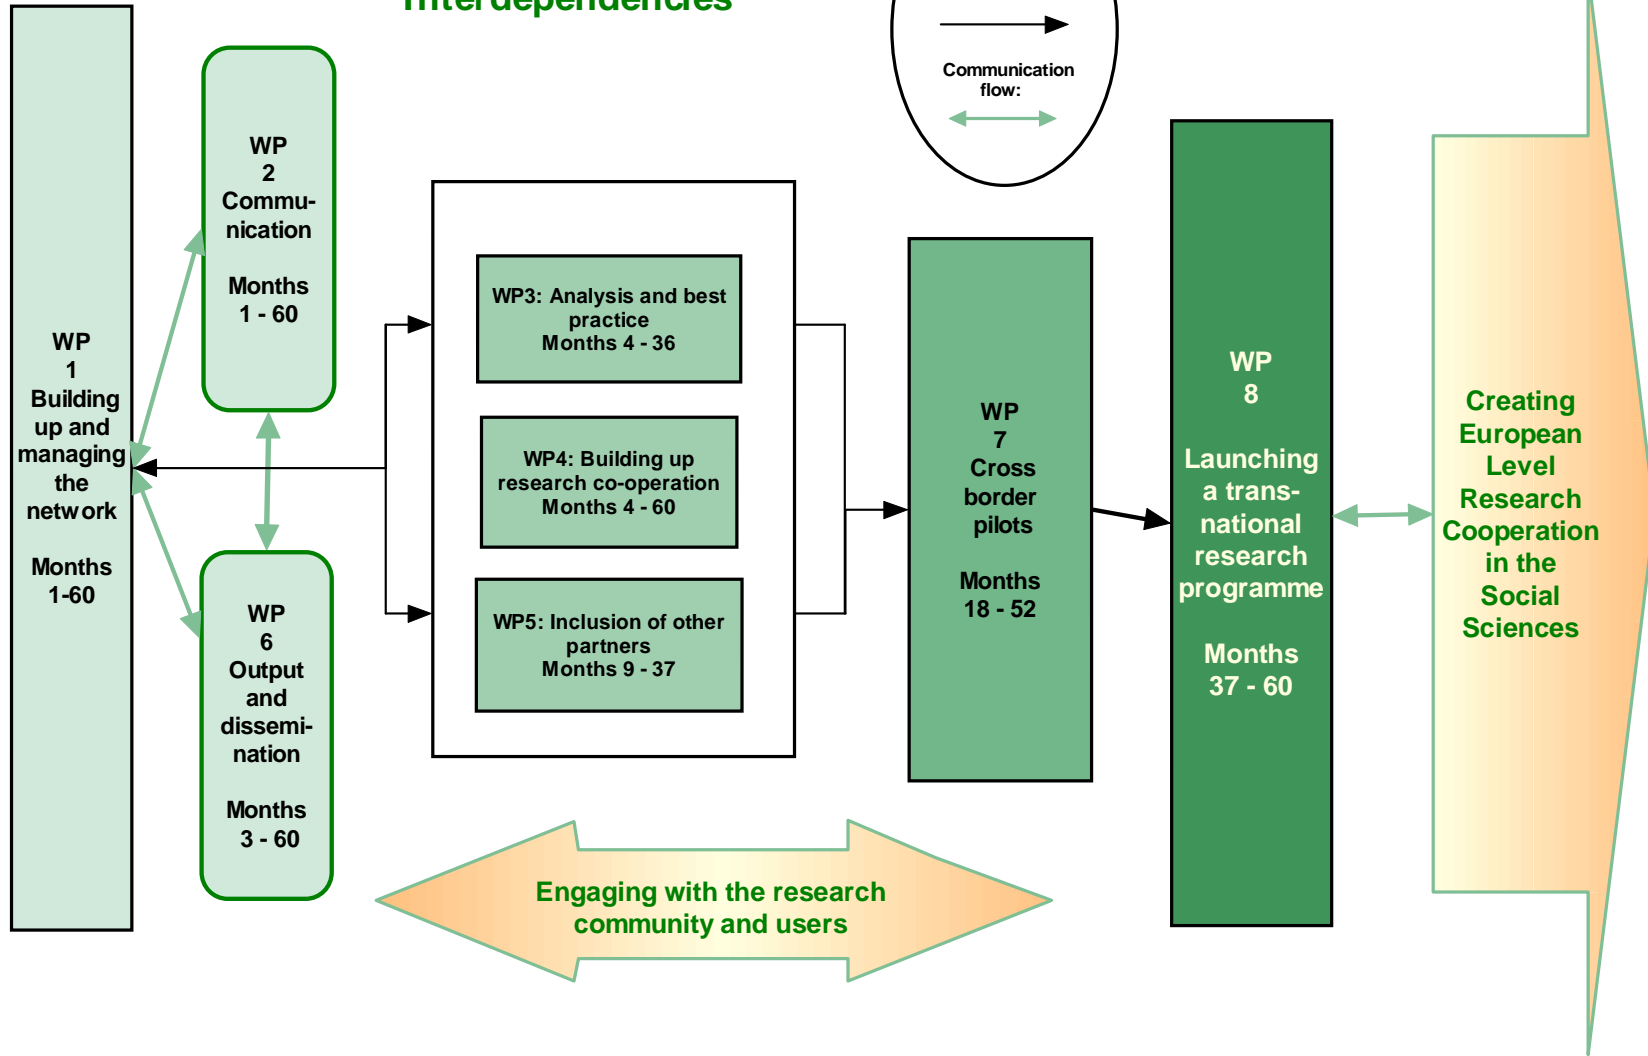 Interdependencies
Communication
flow:
WP
1
Building
up and
managing
the
network
Months
1-60
WP
2
Commu-
nication
Months
1 - 60
WP
6
Output
and
dissemi-
nation
Months
3 - 60
WP3: Analysis and best
practice
Months 4 - 36
WP4: Building up
research co-operation
Months 4 - 60
WP5: Inclusion of other
partners
Months 9 - 37
WP
7
Cross
border
pilots
Months
18 - 52
WP
8
Launching
a trans-
national
research
programme
Months
37 - 60
Creating
European
Level
Research
Cooperation
in the
Social
Sciences
Engaging with the research
community and users